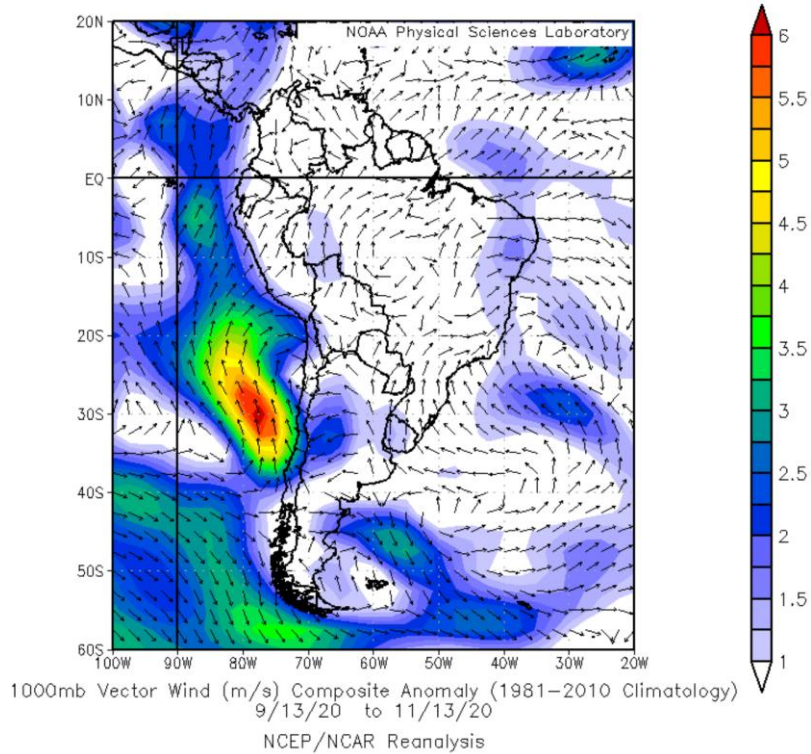 NOAA Physical Sciences Laboratory
20N
10N
EQ
10S
20S
30S
40S
50S
60S
100W 90W 80W 70W 60W 50W 40W 30W 20W
6
5.5
5
4.5
4
3.5
3
2.5
2
1.5
1
1000mb Vector Wind (m/s) Composite Anomaly (1981-2010 Climatology)
9/13/20 to 11/13/20
NCEP/NCAR Reanalysis